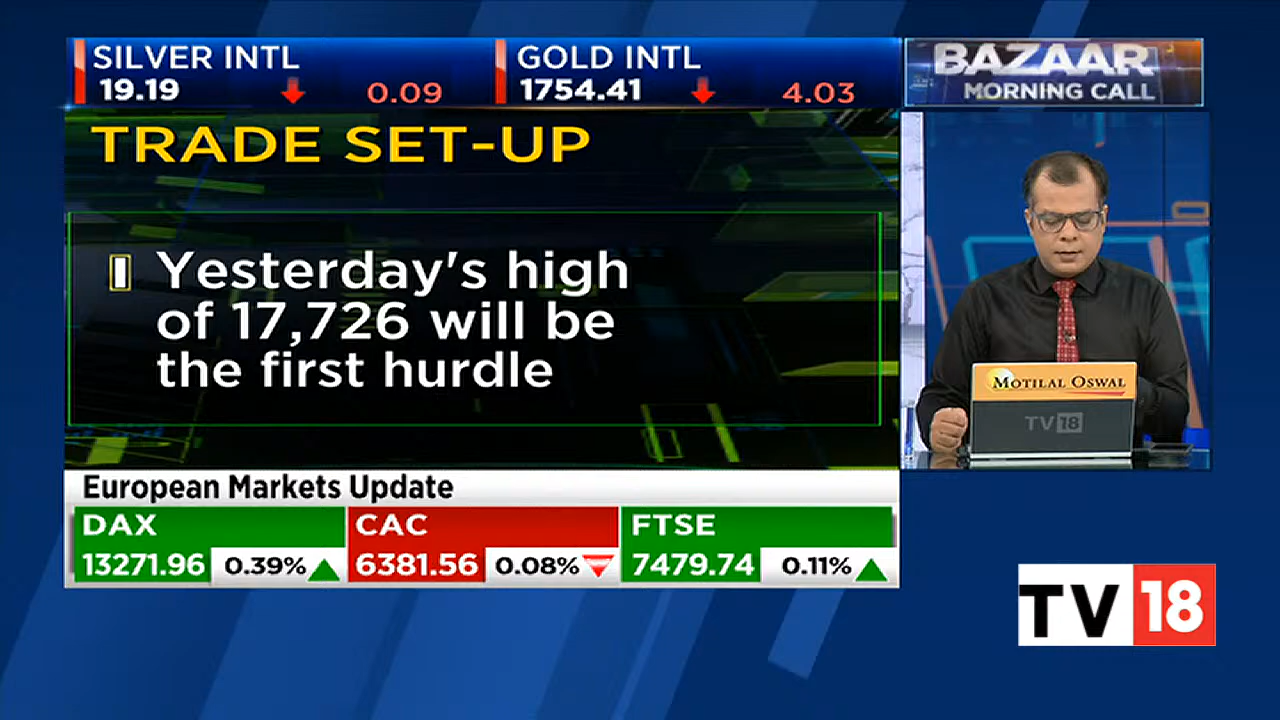 SILVER INTL
19.19 0.09
GOLD INTL
1754.41 4.03
BAZAAR
MORNING CALL
TRADE SET-UP
Yesterday's high
of 17,726 will be
the first hurdle
MOTILAL OSWAL
TV18
European Markets Update
DAX
13271.96 0.39%
CAC
6381.56 0.08%
FTSE
7479.74 0.11%
TV18